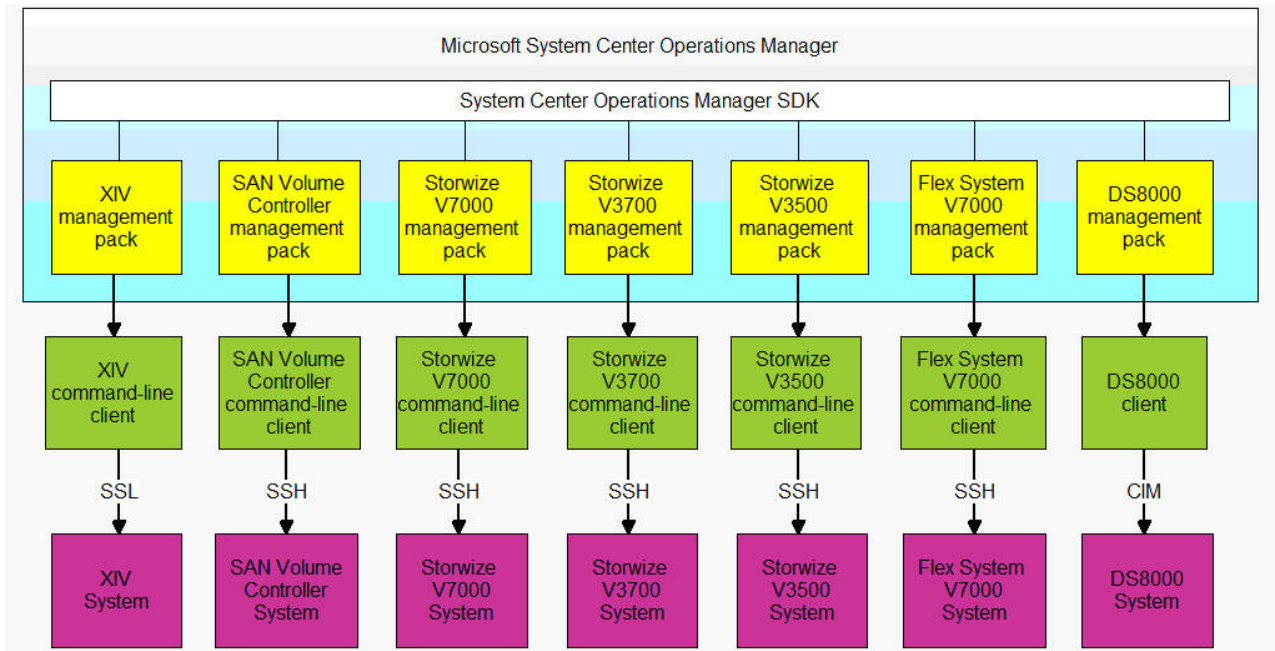 Microsoft System Center Operations Manager
System Center Operations Manager SDK
XIV
management
pack
SAN Volume
Controller
management
pack
Storwize
V7000
management
pack
Storwize
V3700
management
pack
Storwize
V3500
management
pack
Flex System
V7000
management
pack
DS8000
management
pack
XIV
command-line
client
SAN Volume
Controller
command-line
client
Storwize
V7000
command-line
client
Storwize
V3700
command-line
client
Storwize
V3500
command-line
client
Flex System
V7000
command-line
client
DS8000
client
SSL
SSH
SSH
SSH
SSH
SSH
CIM
XIV
System
SAN Volume
Controller
System
Storwize
V7000
System
Storwize
V3700
System
Storwize
V3500
System
Flex System
V7000
System
DS8000
System